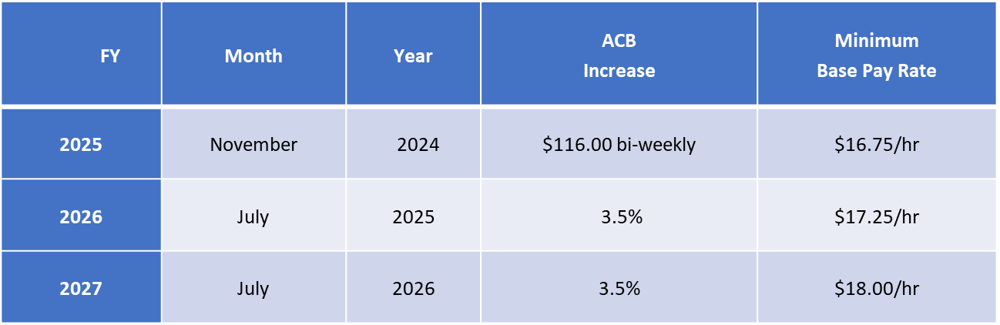 FY Month Year ACB Increase Minimum Base Pay Rate
2025 November 2024 $116.00 bi-weekly $16.75/hr
2026 July 2025 3.5% $17.25/hr
2027 July 2026 3.5% $18.00/hr